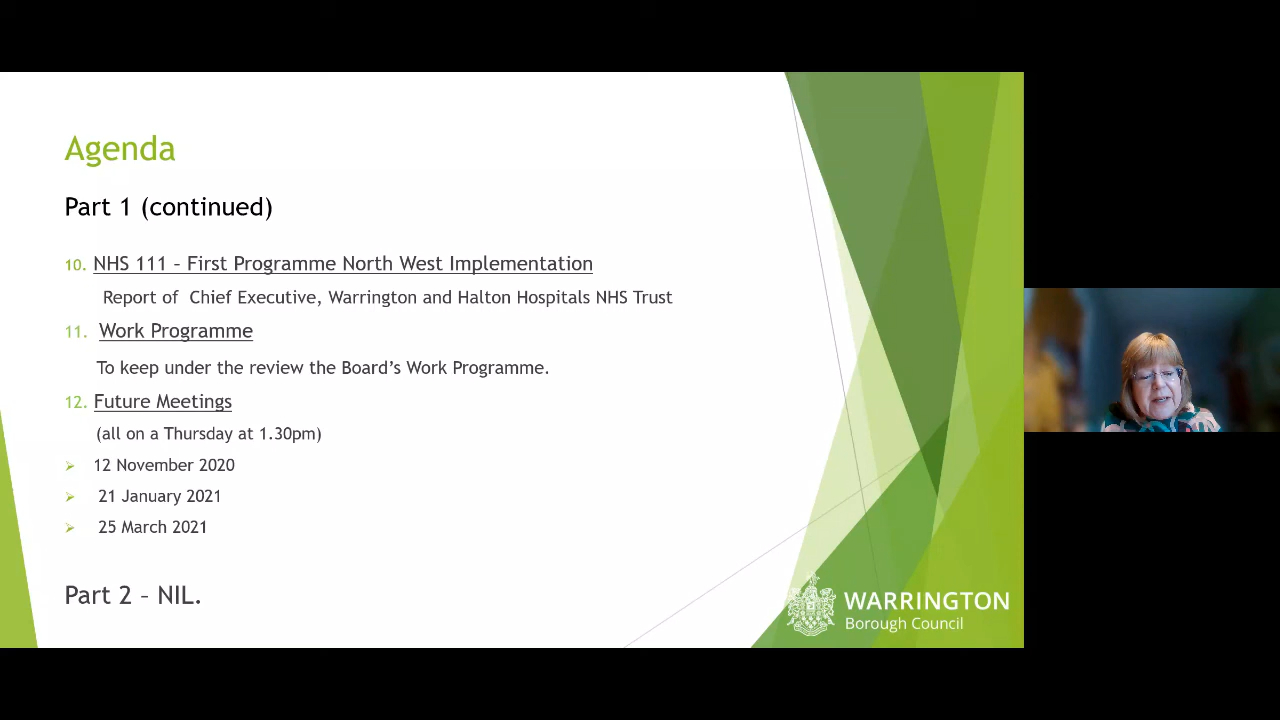 Agenda
Part 1 (continued)
10. NHS 111 – First Programme North West Implementation
Report of Chief Executive, Warrington and Halton Hospitals NHS Trust
11. Work Programme
To keep under the review the Board's Work Programme.
12. Future Meetings
(all on a Thursday at 1.30pm)
12 November 2020
21 January 2021
25 March 2021
Part 2 – NIL.
WARRINGTON
Borough Council